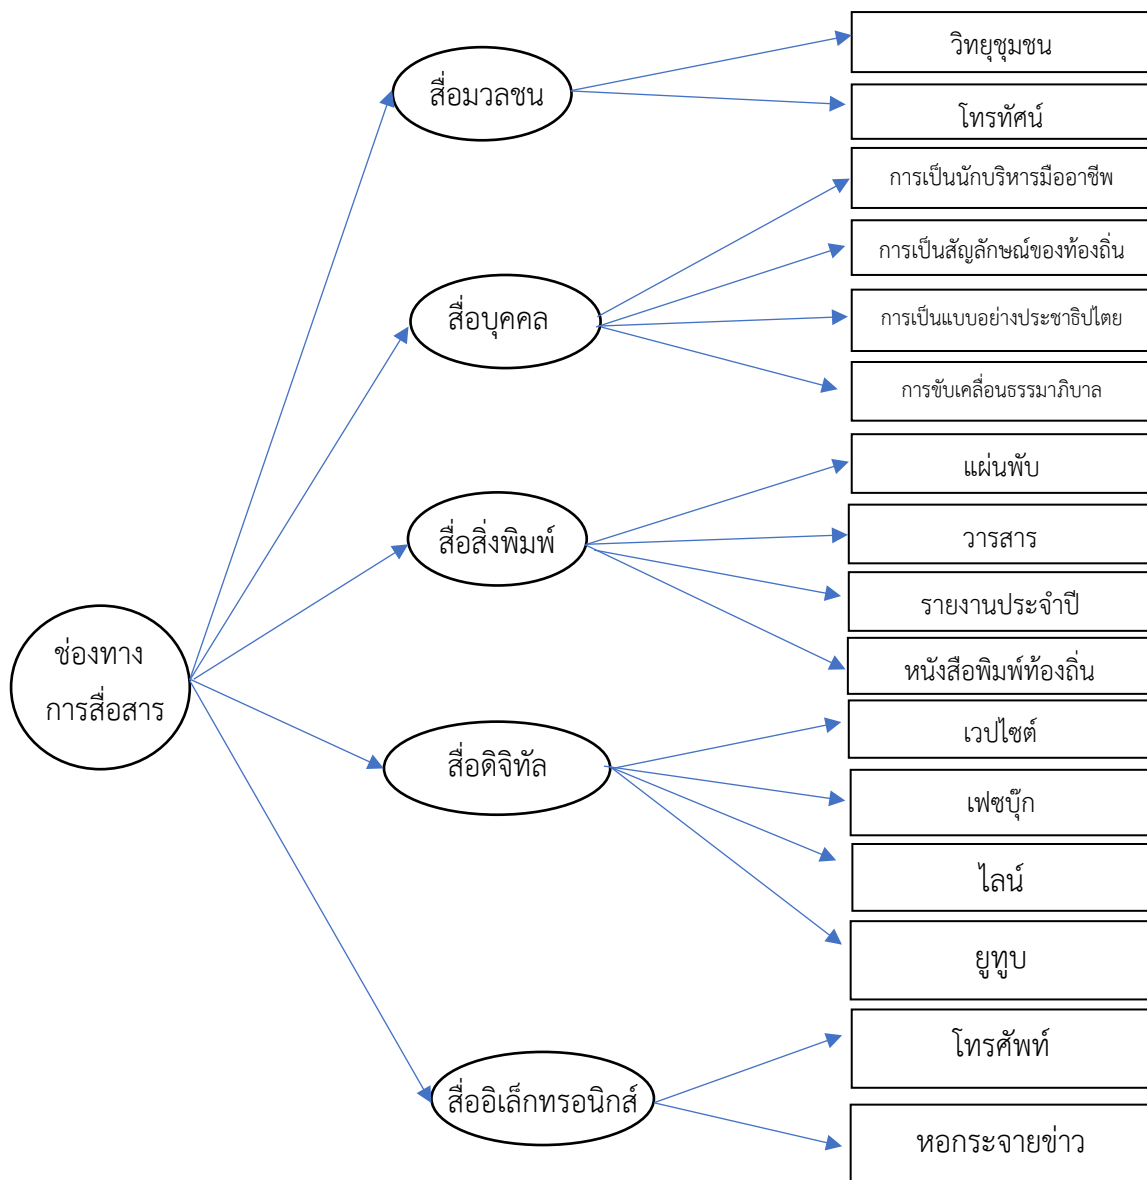 ช่องทาง
การสื่อสาร
สื่อมวลชน
วิทยุชุมชน
โทรทัศน์
สื่อบุคคล
การเป็นนักบริหารมืออาชีพ
การเป็นสัญลักษณ์ของท้องถิ่น
การเป็นแบบอย่างประชาธิปไตย
การขับเคลื่อนธรรมาภิบาล
สื่อสิ่งพิมพ์
แผ่นพับ
วารสาร
รายงานประจำปี
หนังสือพิมพ์ท้องถิ่น
สื่อดิจิทัล
เวปไซต์
เฟซบุ๊ก
ไลน์
ยูทูบ
สื่ออิเล็กทรอนิกส์
โทรศัพท์
หอกระจายข่าว